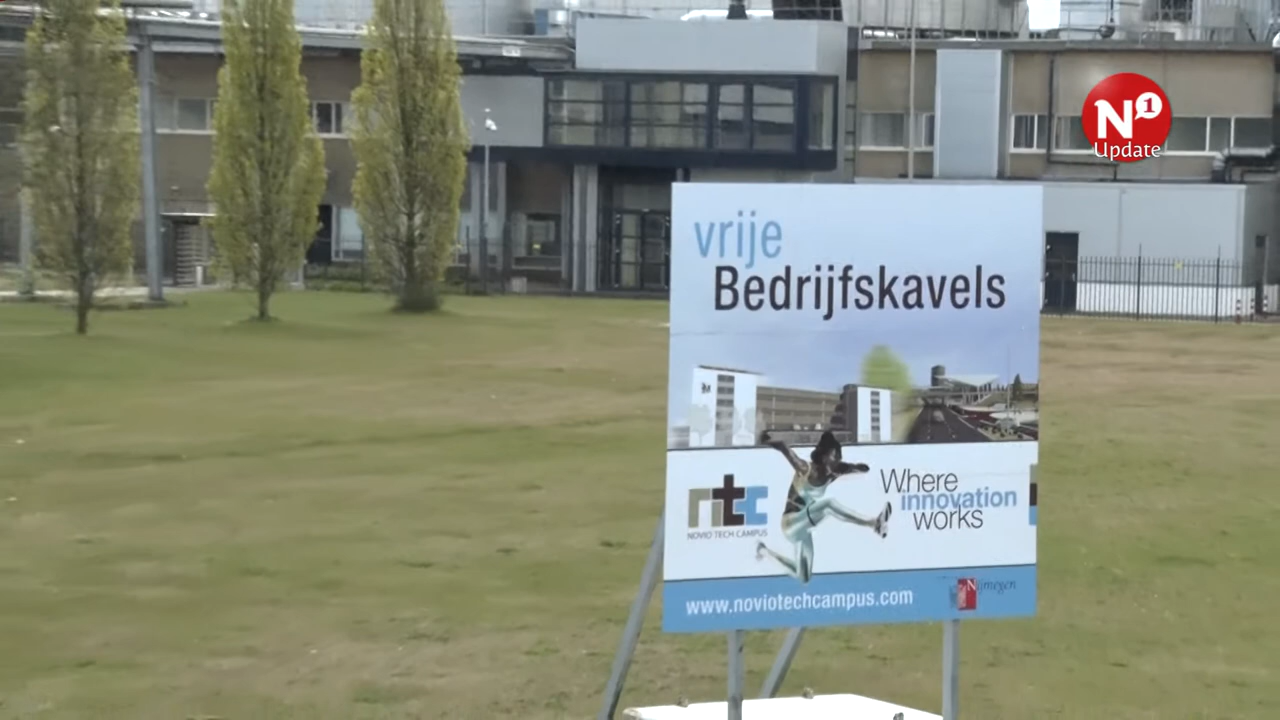 N1
Update
vrije
Bedrijfskavels
ntc
NOVIO TECH CAMPUS
Where
innovation
works
www.noviotechcampus.com
Nijmegen